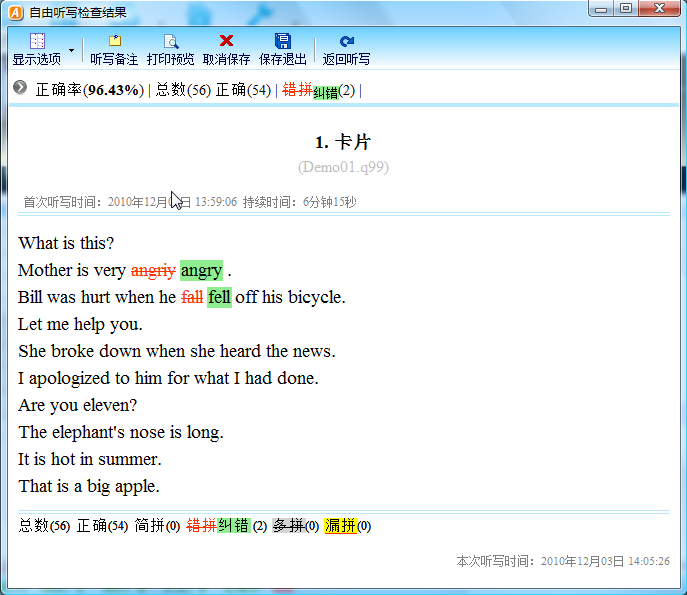 自由听写检查结果
显示选项 听写备注 打印预览 取消保存 保存退出 返回听写
正确率(96.43%) | 总数(56) 正确(54) | 错拼纠错(2) |
1. 卡片
(Demo01.q99)
首次听写时间：2010年12月0日 13:59:06 持续时间：6分钟15秒
What is this?
Mother is very angriy angry .
Bill was hurt when he fall fell off his bicycle.
Let me help you.
She broke down when she heard the news.
I apologized to him for what I had done.
Are you eleven?
The elephant's nose is long.
It is hot in summer.
That is a big apple.
总数(56) 正确(54) 简拼(0) 错拼纠错(2) 多拼(0) 漏拼(0)
本次听写时间：2010年12月03日 14:05:26